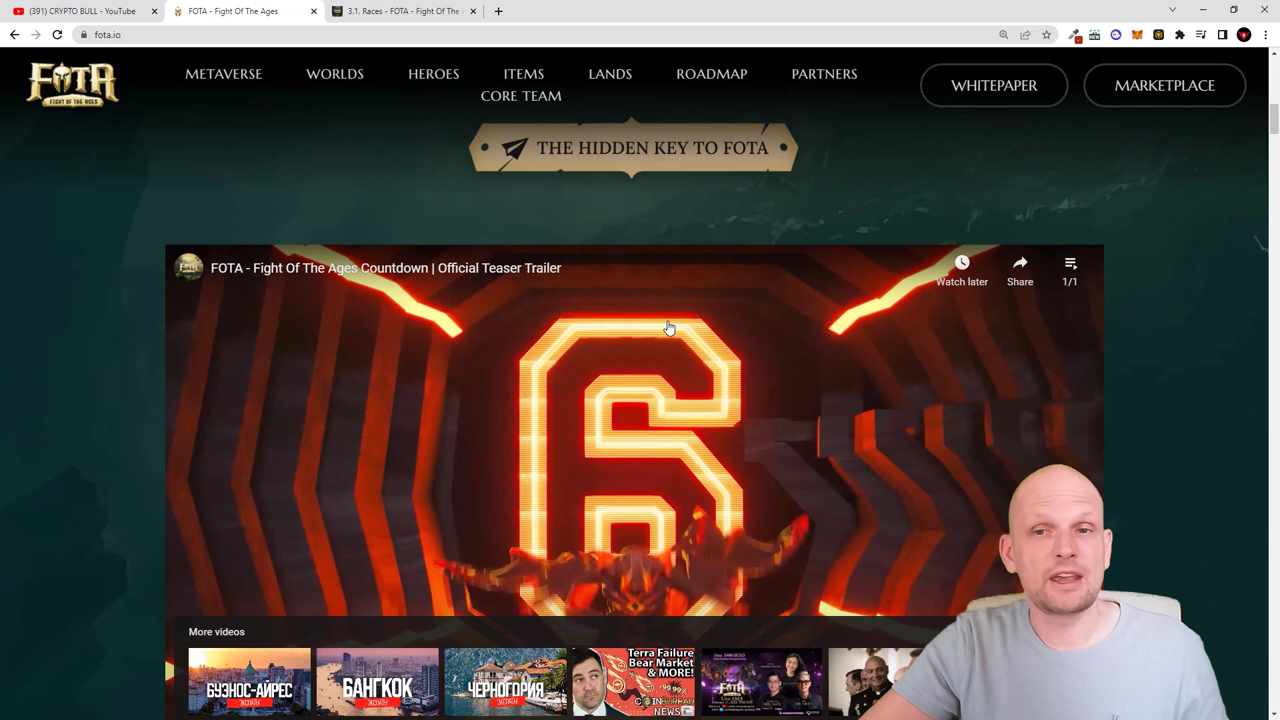 (391) CRYPTO BULL - YouTube
FOTA - Fight Of The Ages
3.1. Races - FOTA - Fight Of The
fota.io
FOTA
FIGHT OF THE AGES
METAVERSE WORLDS HEROES ITEMS LANDS ROADMAP PARTNERS
CORE TEAM
WHITEPAPER
MARKETPLACE
THE HIDDEN KEY TO FOTA
FOTA - Fight Of The Ages Countdown | Official Teaser Trailer
Watch later
Share
1/1
6
More videos
БУЭНОС-АЙРЕС
БАНГКОК
ЧЕРНОГОРИЯ
Terra Failure
Bear Market
& MORE!
COINBUREAU
NEWS
FOTA